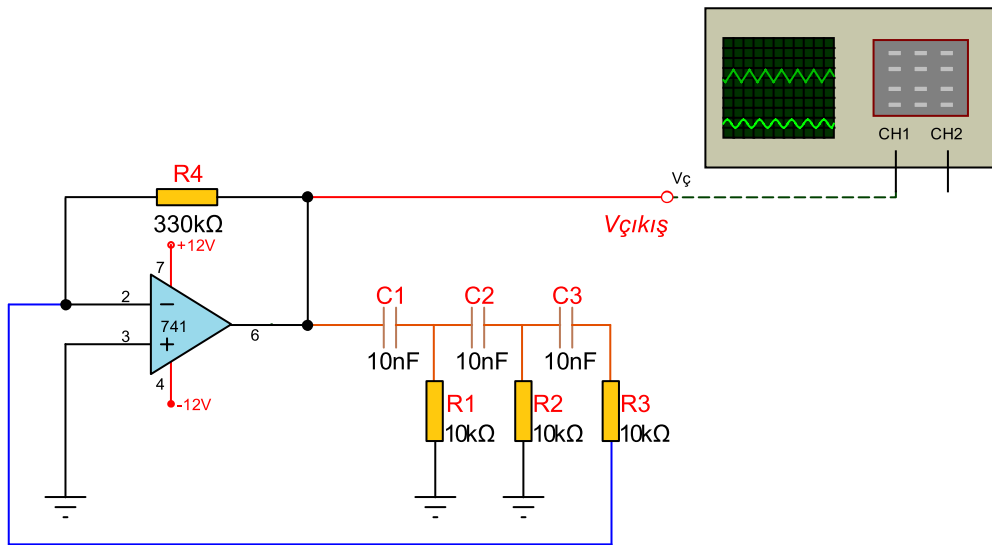 CH1 CH2
R4
330kΩ
Vç
Vçıkış
+12V
7
2
741
3
6
4
-12V
C1 C2 C3
10nF 10nF 10nF
R1 R2 R3
10kΩ 10kΩ 10kΩ